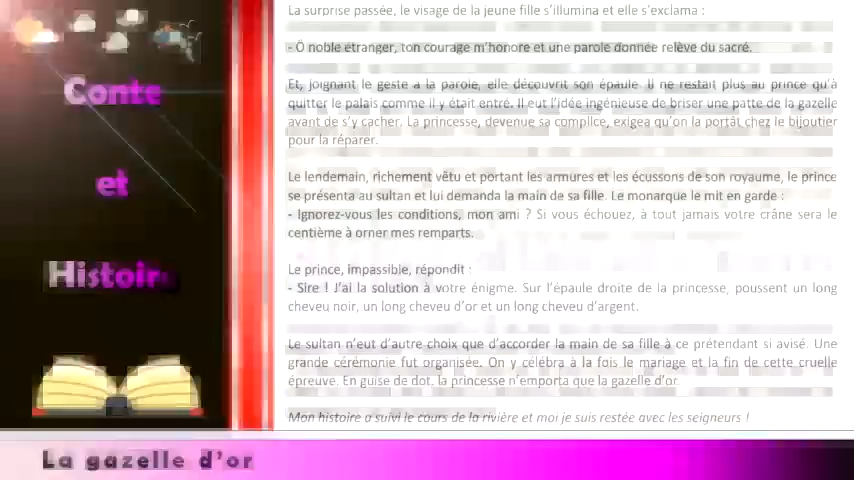 La surprise passée, le visage de la jeune fille s'illumina et elle s'exclama :
- Ô noble étranger, ton courage m'honore et une parole donnée relève du sacré.
Et, joignant le geste a la parole, elle découvrit son épaule. Il ne restait plus au prince qu'à
quitter le palais comme il y était entré. Il eut l'idée ingénieuse de briser une patte de la gazelle
avant de s'y cacher. La princesse, devenue sa complice, exigea qu'on la portât chez le bijoutier
pour la réparer.
Le lendemain, richement vêtu et portant les armures et les écussons de son royaume, le prince
se présenta au sultan et lui demanda la main de sa fille. Le monarque le mit en garde :
- Ignorez-vous les conditions, mon ami ? Si vous échouez, à tout jamais votre crâne sera le
centième à orner mes remparts.
Le prince, impassible, répondit :
- Sire ! J'ai la solution à votre énigme. Sur l'épaule droite de la princesse, poussent un long
cheveu noir, un long cheveu d'or et un long cheveu d'argent.
Le sultan n'eut d'autre choix que d'accorder la main de sa fille à ce prétendant si avisé. Une
grande cérémonie fut organisée. On y célébra à la fois le mariage et la fin de cette cruelle
épreuve. En guise de dot, la princesse n'emporta que la gazelle d'or.
Mon histoire a suivi le cours de la rivière et moi je suis restée avec les seigneurs !
Conte
et
Histoire
La gazelle d'or